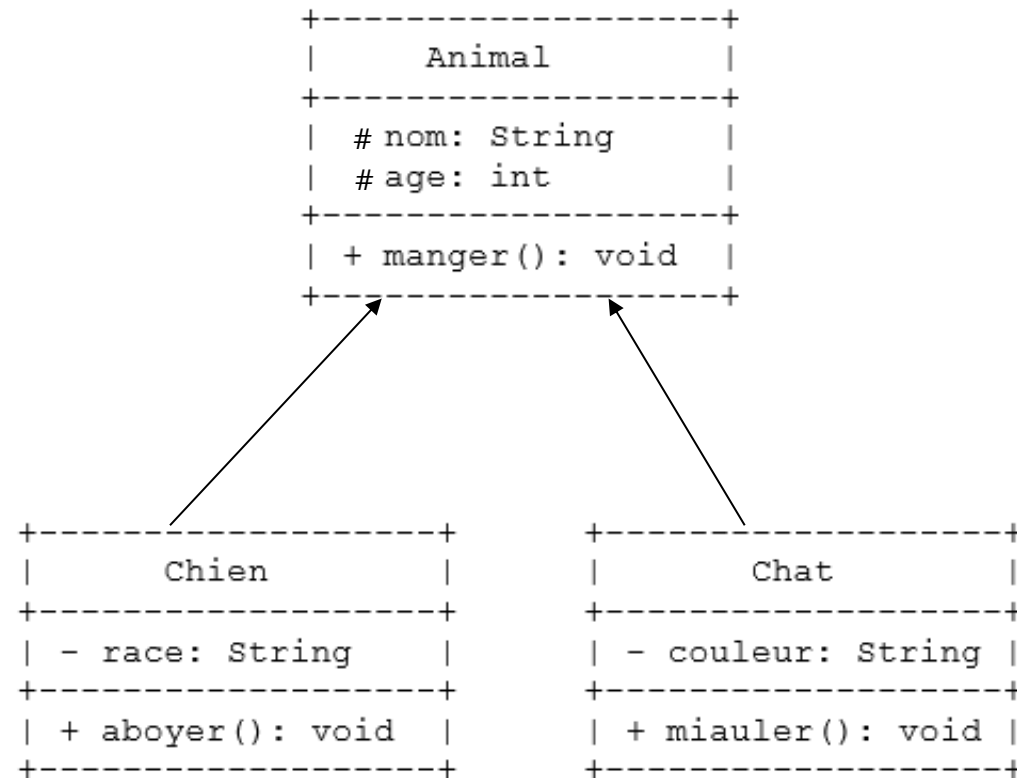 +-------------------+
| Animal |
+-------------------+
| # nom: String |
| # age: int |
+-------------------+
| + manger(): void |
+-------------------+
+-------------------+
| Chien |
+-------------------+
| - race: String |
+-------------------+
| + aboyer(): void |
+-------------------+
+-------------------+
| Chat |
+-------------------+
| - couleur: String |
+-------------------+
| + miauler(): void |
+-------------------+